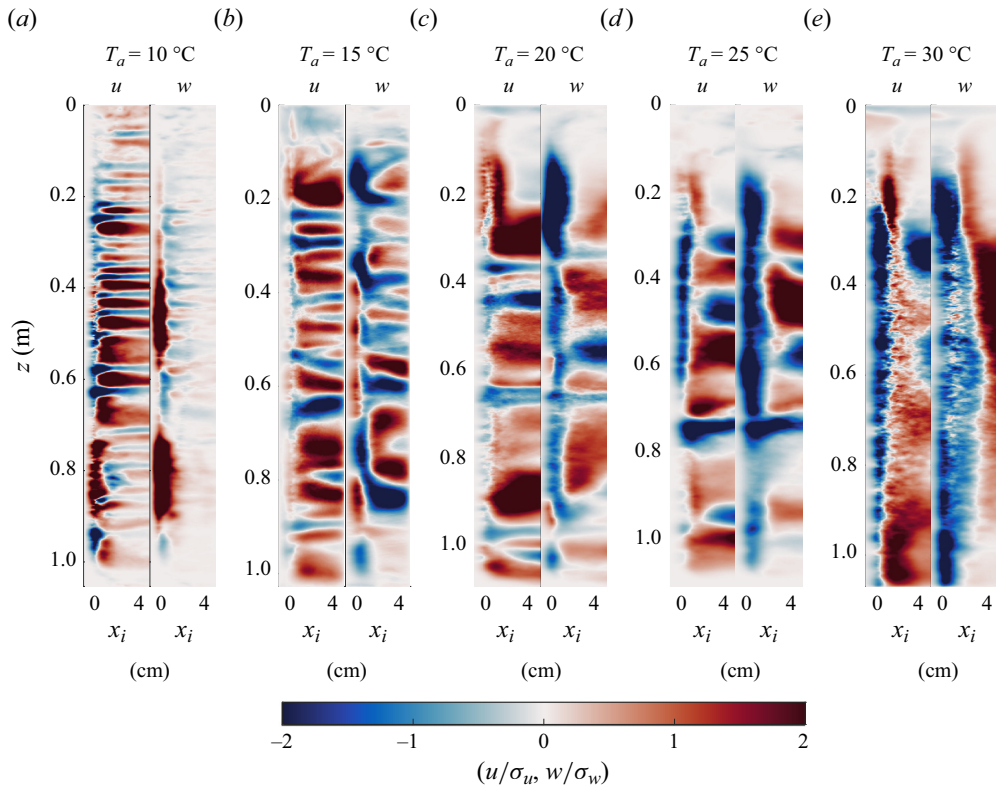 (a) (b) (c) (d) (e)
T_a = 10 °C T_a = 15 °C T_a = 20 °C T_a = 25 °C T_a = 30 °C
u w u w u w u w u w
0 0 0 0 0
0.2 0.2 0.2 0.2 0.2
0.4 0.4 0.4 0.4 0.4
z (m)
0.6 0.6 0.6 0.6 0.6
0.8 0.8 0.8 0.8 0.8
1.0 1.0 1.0 1.0 1.0
0 4 0 4 0 4 0 4 0 4 0 4 0 4 0 4 0 4 0 4
x_i x_i x_i x_i x_i x_i x_i x_i x_i x_i
(cm) (cm) (cm) (cm) (cm)
–2 –1 0 1 2
(u/σ_u, w/σ_w)